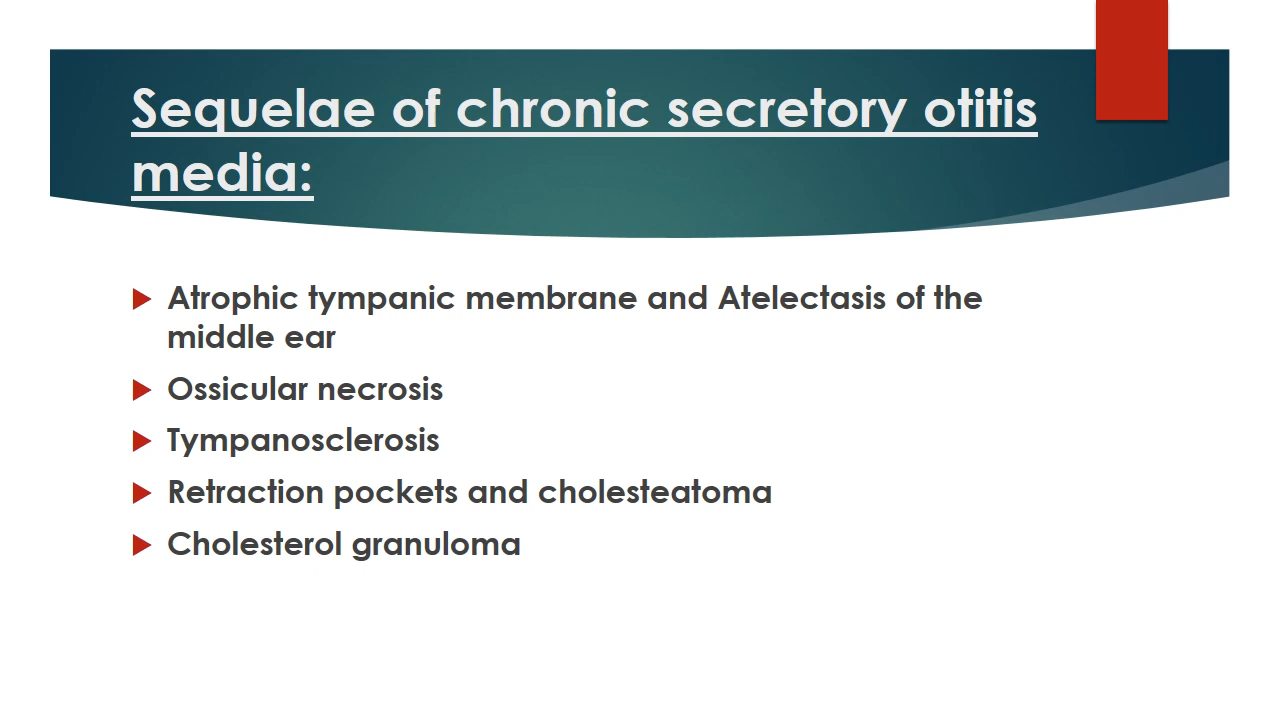 Sequelae of chronic secretory otitis
media:
Atrophic tympanic membrane and Atelectasis of the
middle ear
Ossicular necrosis
Tympanosclerosis
Retraction pockets and cholesteatoma
Cholesterol granuloma